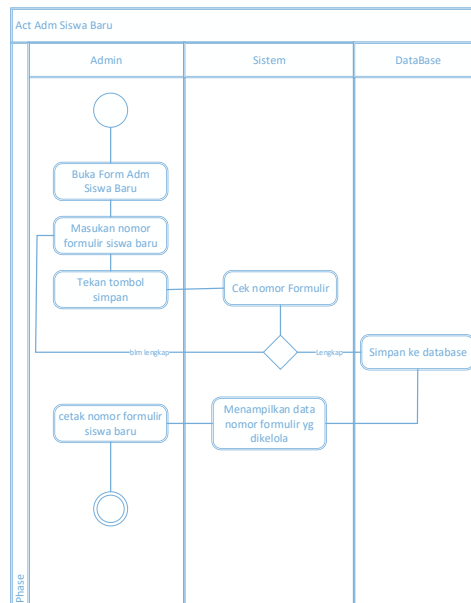 Act Adm Siswa Baru
Admin
Sistem
DataBase
Buka Form Adm
Siswa Baru
Masukan nomor
formulir siswa baru
Tekan tombol
simpan
Cek nomor Formulir
blm lengkap
Lengkap
Simpan ke database
cetak nomor formulir
siswa baru
Menampilkan data
nomor formulir yg
dikelola
Phase